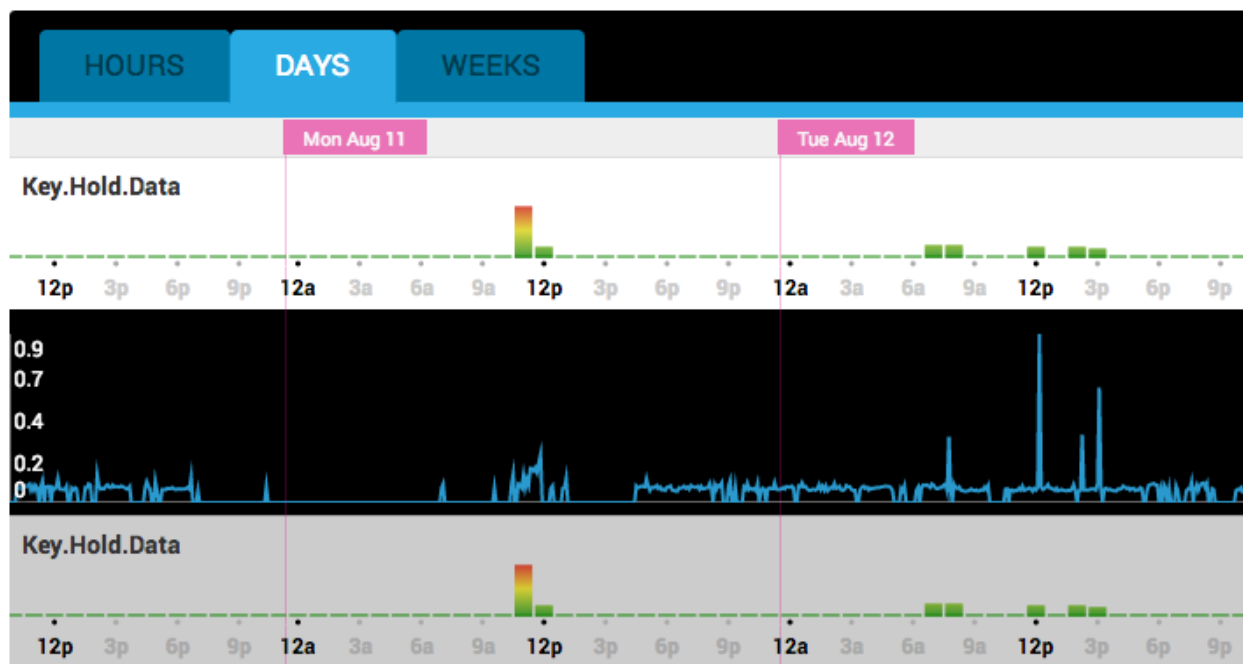 HOURS DAYS WEEKS
Mon Aug 11 Tue Aug 12
Key.Hold.Data
12p 3p 6p 9p 12a 3a 6a 9a 12p 3p 6p 9p 12a 3a 6a 9a 12p 3p 6p 9p
0.9
0.7
0.4
0.2
0
Key.Hold.Data
12p 3p 6p 9p 12a 3a 6a 9a 12p 3p 6p 9p 12a 3a 6a 9a 12p 3p 6p 9p